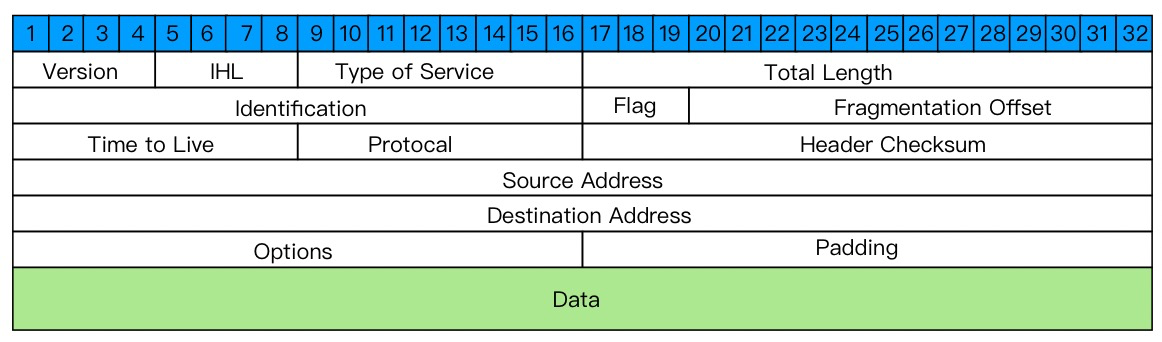 1 2 3 4 5 6 7 8 9 10 11 12 13 14 15 16 17 18 19 20 21 22 23 24 25 26 27 28 29 30 31 32
Version IHL Type of Service Total Length
Identification Flag Fragmentation Offset
Time to Live Protocal Header Checksum
Source Address
Destination Address
Options Padding
Data